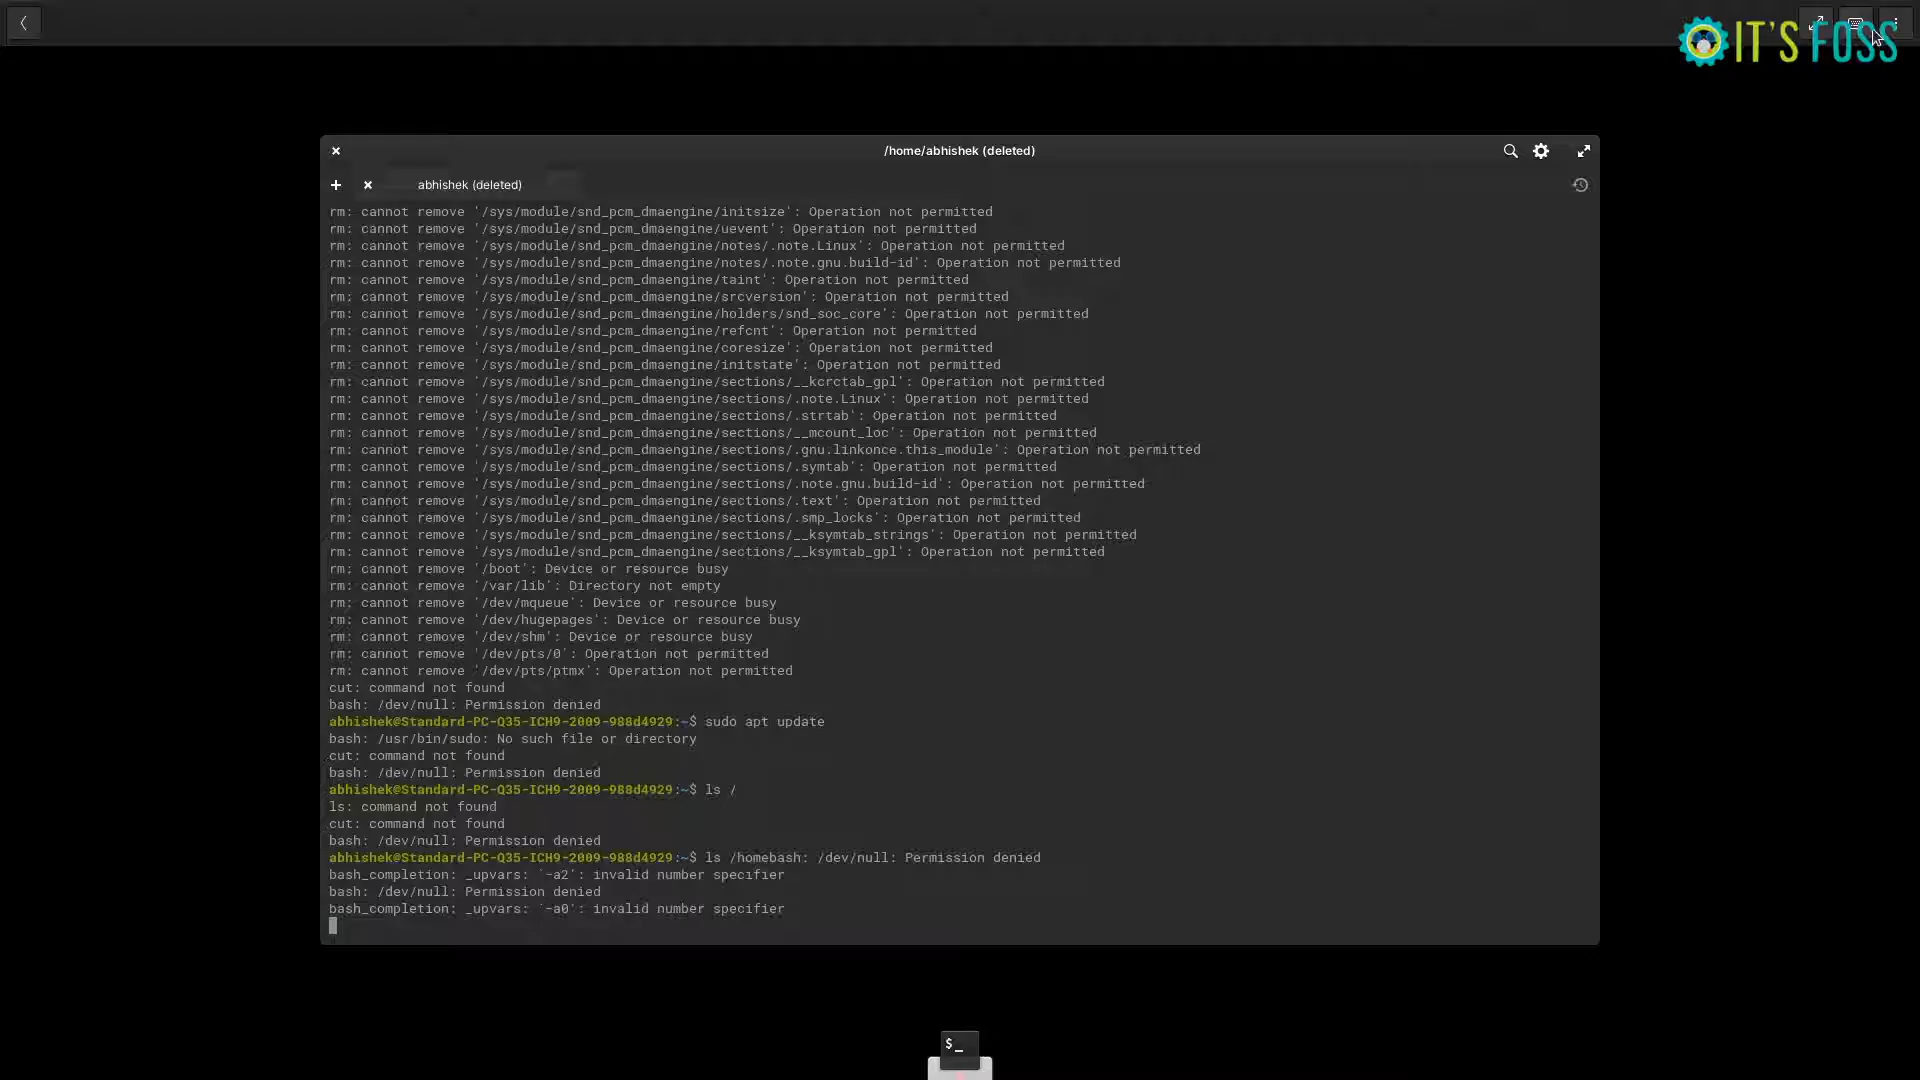 IT'S FOSS
/home/abhishek (deleted)
abhishek (deleted)
rm: cannot remove '/sys/module/snd_pcm_dmaengine/initsize': Operation not permitted
rm: cannot remove '/sys/module/snd_pcm_dmaengine/uevent': Operation not permitted
rm: cannot remove '/sys/module/snd_pcm_dmaengine/notes/.note.Linux': Operation not permitted
rm: cannot remove '/sys/module/snd_pcm_dmaengine/notes/.note.gnu.build-id': Operation not permitted
rm: cannot remove '/sys/module/snd_pcm_dmaengine/taint': Operation not permitted
rm: cannot remove '/sys/module/snd_pcm_dmaengine/srcversion': Operation not permitted
rm: cannot remove '/sys/module/snd_pcm_dmaengine/holders/snd_soc_core': Operation not permitted
rm: cannot remove '/sys/module/snd_pcm_dmaengine/refcnt': Operation not permitted
rm: cannot remove '/sys/module/snd_pcm_dmaengine/coresize': Operation not permitted
rm: cannot remove '/sys/module/snd_pcm_dmaengine/initstate': Operation not permitted
rm: cannot remove '/sys/module/snd_pcm_dmaengine/sections/__kcrctab_gpl': Operation not permitted
rm: cannot remove '/sys/module/snd_pcm_dmaengine/sections/.note.Linux': Operation not permitted
rm: cannot remove '/sys/module/snd_pcm_dmaengine/sections/.strtab': Operation not permitted
rm: cannot remove '/sys/module/snd_pcm_dmaengine/sections/__mcount_loc': Operation not permitted
rm: cannot remove '/sys/module/snd_pcm_dmaengine/sections/.gnu.linkonce.this_module': Operation not permitted
rm: cannot remove '/sys/module/snd_pcm_dmaengine/sections/.symtab': Operation not permitted
rm: cannot remove '/sys/module/snd_pcm_dmaengine/sections/.note.gnu.build-id': Operation not permitted
rm: cannot remove '/sys/module/snd_pcm_dmaengine/sections/.text': Operation not permitted
rm: cannot remove '/sys/module/snd_pcm_dmaengine/sections/.smp_locks': Operation not permitted
rm: cannot remove '/sys/module/snd_pcm_dmaengine/sections/__ksymtab_strings': Operation not permitted
rm: cannot remove '/sys/module/snd_pcm_dmaengine/sections/__ksymtab_gpl': Operation not permitted
rm: cannot remove '/boot': Device or resource busy
rm: cannot remove '/var/lib': Directory not empty
rm: cannot remove '/dev/mqueue': Device or resource busy
rm: cannot remove '/dev/hugepages': Device or resource busy
rm: cannot remove '/dev/shm': Device or resource busy
rm: cannot remove '/dev/pts/0': Operation not permitted
rm: cannot remove '/dev/pts/ptmx': Operation not permitted
cut: command not found
bash: /dev/null: Permission denied
abhishek@Standard-PC-Q35-ICH9-2009-988d4929:~$ sudo apt update
bash: /usr/bin/sudo: No such file or directory
cut: command not found
bash: /dev/null: Permission denied
abhishek@Standard-PC-Q35-ICH9-2009-988d4929:~$ ls /
ls: command not found
cut: command not found
bash: /dev/null: Permission denied
abhishek@Standard-PC-Q35-ICH9-2009-988d4929:~$ ls /homebash: /dev/null: Permission denied
bash_completion: _upvars: `-a2': invalid number specifier
bash: /dev/null: Permission denied
bash_completion: _upvars: `-a0': invalid number specifier
$_